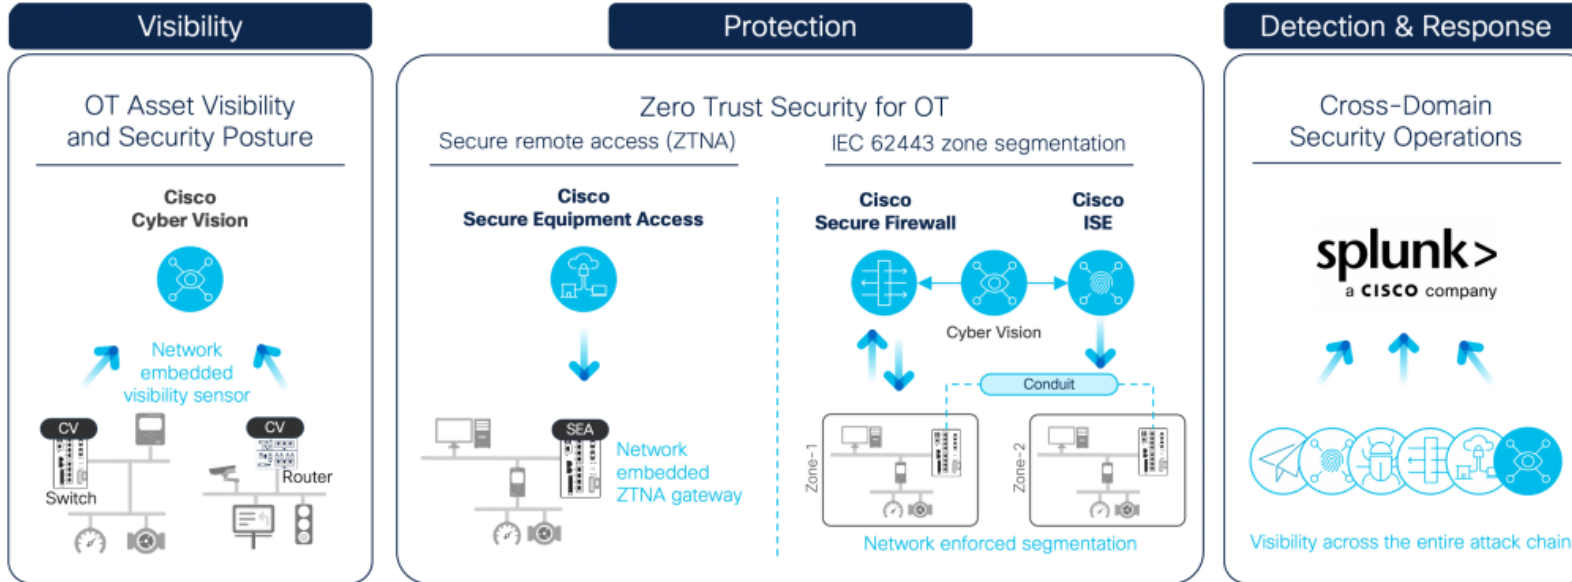 Visibility
OT Asset Visibility
and Security Posture
Cisco
Cyber Vision
Network
embedded
visibility sensor
CV
CV
Switch
Router
Protection
Zero Trust Security for OT
Secure remote access (ZTNA)
Cisco
Secure Equipment Access
SEA
Network
embedded
ZTNA gateway
IEC 62443 zone segmentation
Cisco
Secure Firewall
Cisco
ISE
Cyber Vision
Conduit
Zone-1
Zone-2
Network enforced segmentation
Detection & Response
Cross-Domain
Security Operations
splunk>
a CISCO company
Visibility across the entire attack chain